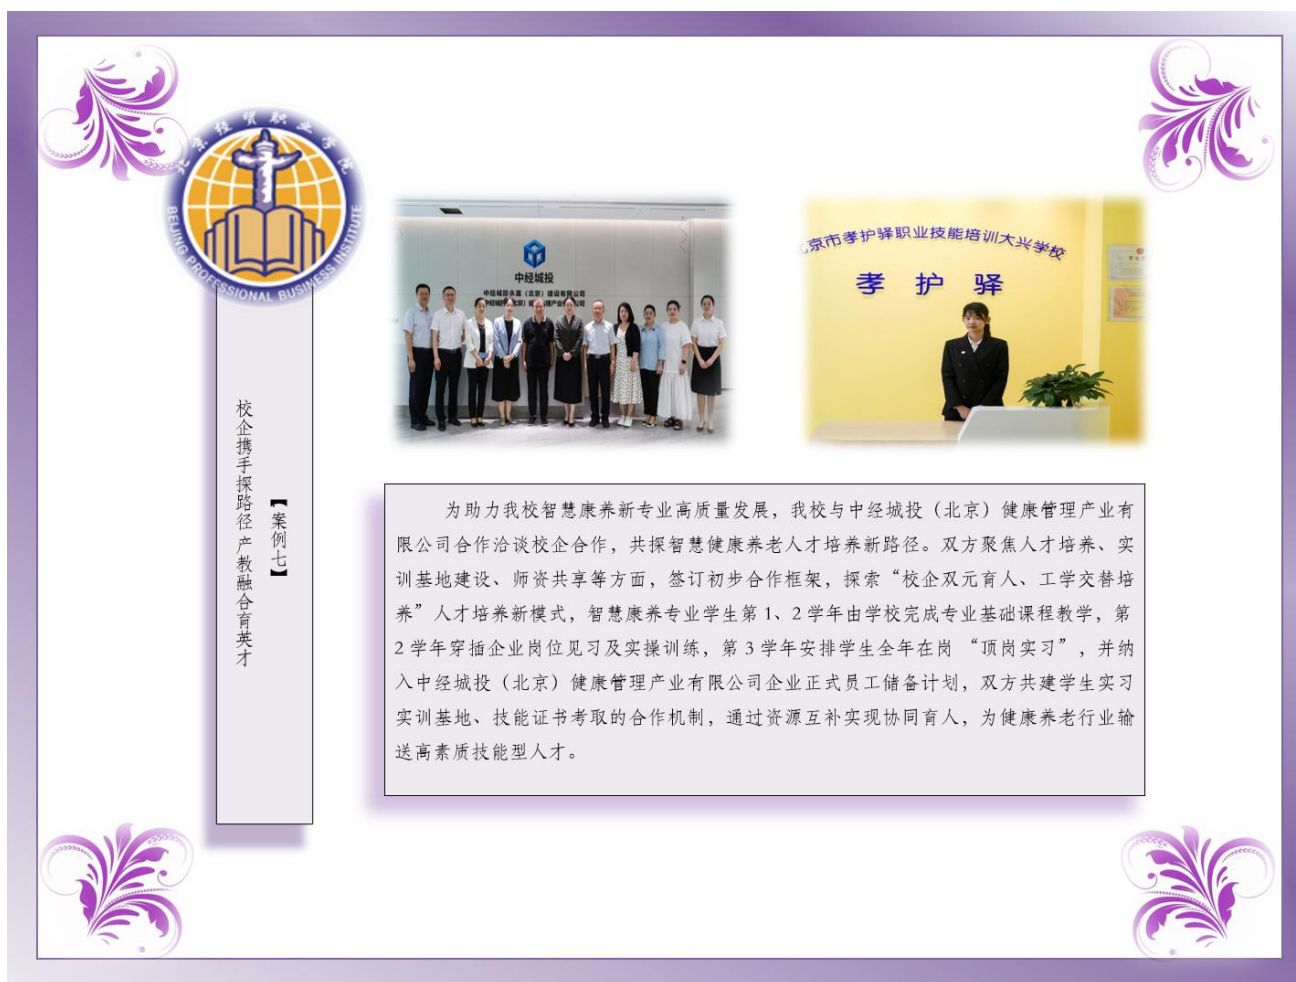 北京经贸职业学院
BEIJING PROFESSIONAL BUSINESS INSTITUTE
【案例七】
校企携手探路径 产教融合育英才
中经城投
中经城投永道（北京）建设有限公司
北京市孝护驿职业技能培训大兴学校
孝护驿
为助力我校智慧康养新专业高质量发展，我校与中经城投（北京）健康管理产业有
限公司合作洽谈校企合作，共探智慧健康养老人才培养新路径。双方聚焦人才培养、实
训基地建设、师资共享等方面，签订初步合作框架，探索“校企双元育人、工学交替培
养”人才培养新模式，智慧康养专业学生第1、2学年由学校完成专业基础课程教学，第
2学年穿插企业岗位见习及实操训练，第3学年安排学生全年在岗 “顶岗实习”，并纳
入中经城投（北京）健康管理产业有限公司企业正式员工储备计划，双方共建学生实习
实训基地、技能证书考取的合作机制，通过资源互补实现协同育人，为健康养老行业输
送高素质技能型人才。